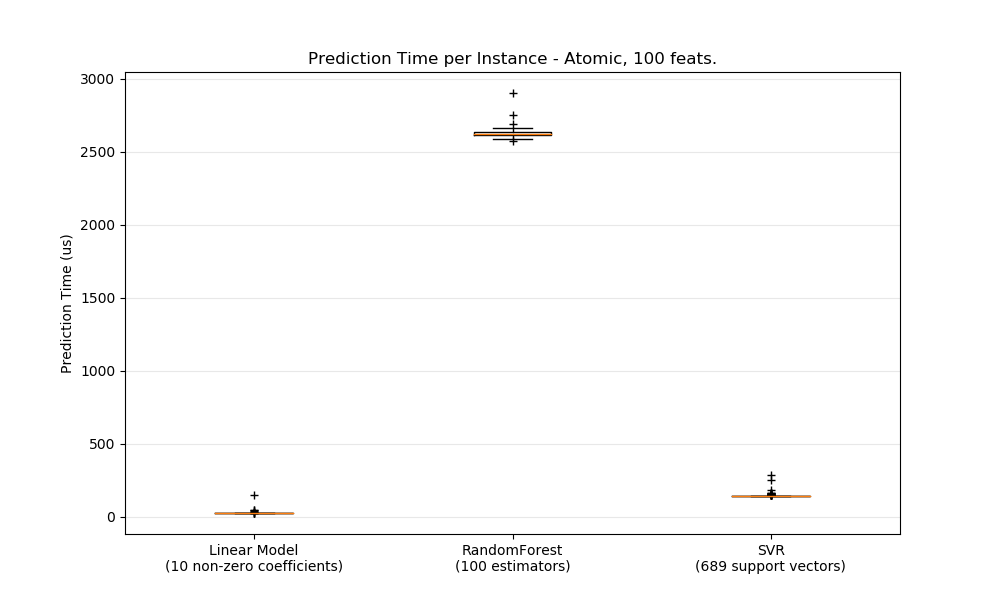 Prediction Time per Instance - Atomic, 100 feats.
3000
2500
2000
1500
1000
500
0
Prediction Time (us)
Linear Model
(10 non-zero coefficients)
RandomForest
(100 estimators)
SVR
(689 support vectors)